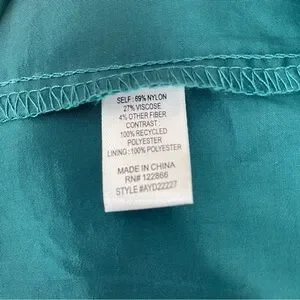 SELF: 69% NYLON
27% VISCOSE
4% OTHER FIBER
CONTRAST:
100% RECYCLED
POLYESTER
LINING: 100% POLYESTER
MADE IN CHINA
RN# 122866
STYLE #AYD22227